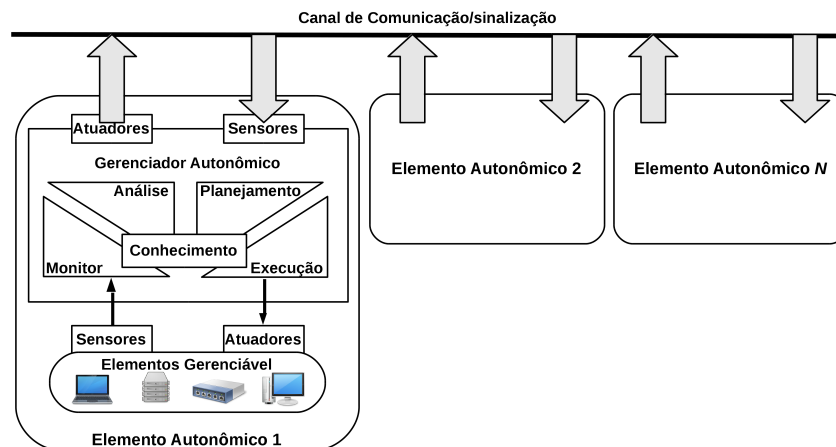 Canal de Comunicação/sinalização
Atuadores
Sensores
Gerenciador Autonômico
Análise
Planejamento
Conhecimento
Monitor
Execução
Sensores
Atuadores
Elementos Gerenciável
Elemento Autonômico 1
Elemento Autonômico 2
Elemento Autonômico N